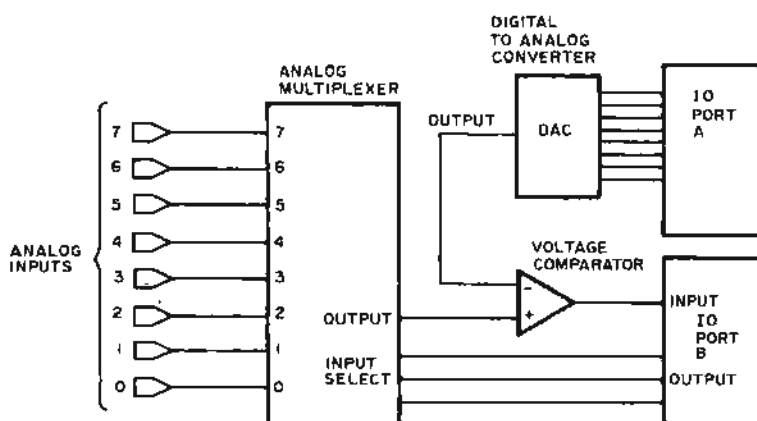 DIGITAL
TO ANALOG
CONVERTER
ANALOG
MULTIPLEXER
OUTPUT
DAC
IO
PORT
A
7
6
5
4
3
2
1
0
7
6
5
4
3
2
1
0
ANALOG
INPUTS
VOLTAGE
COMPARATOR
-
+
OUTPUT
INPUT
SELECT
INPUT
IO
PORT
B
OUTPUT